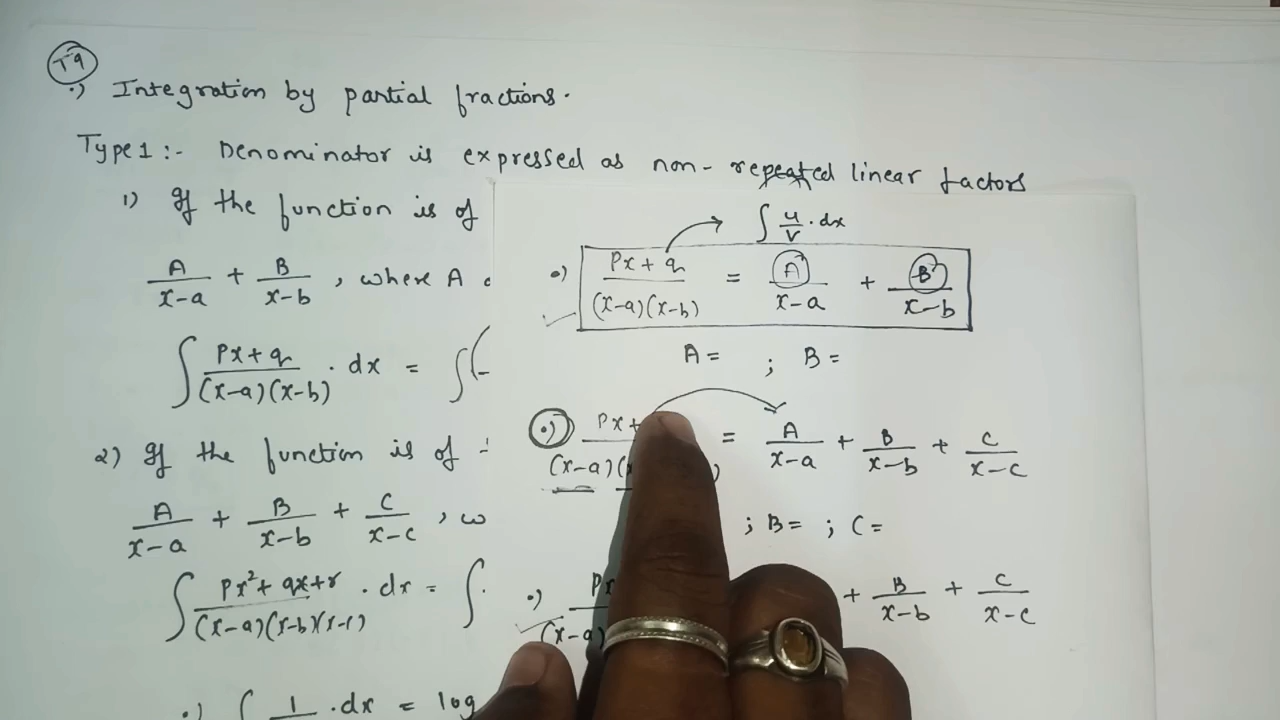 T-9
•) Integration by partial fractions.
Type 1 :- Denominator is expressed as non-repeated linear factors
1) If the function is of
A/(x-a) + B/(x-b) , where A
∫ (Px+q)/((x-a)(x-b)) . dx = ∫(
2) If the function is of
A/(x-a) + B/(x-b) + C/(x-c) , w
∫ (Px²+qx+r)/((x-a)(x-b)(x-c)) . dx = ∫
•) ∫ 1 . dx = log
∫ u/v . dx
•) (Px+q)/((x-a)(x-b)) = A/(x-a) + B/(x-b)
A= ; B=
•) Px+ (x-a)( = A/(x-a) + B/(x-b) + C/(x-c)
; B= ; C=
•) (x-a) + B/(x-b) + C/(x-c)